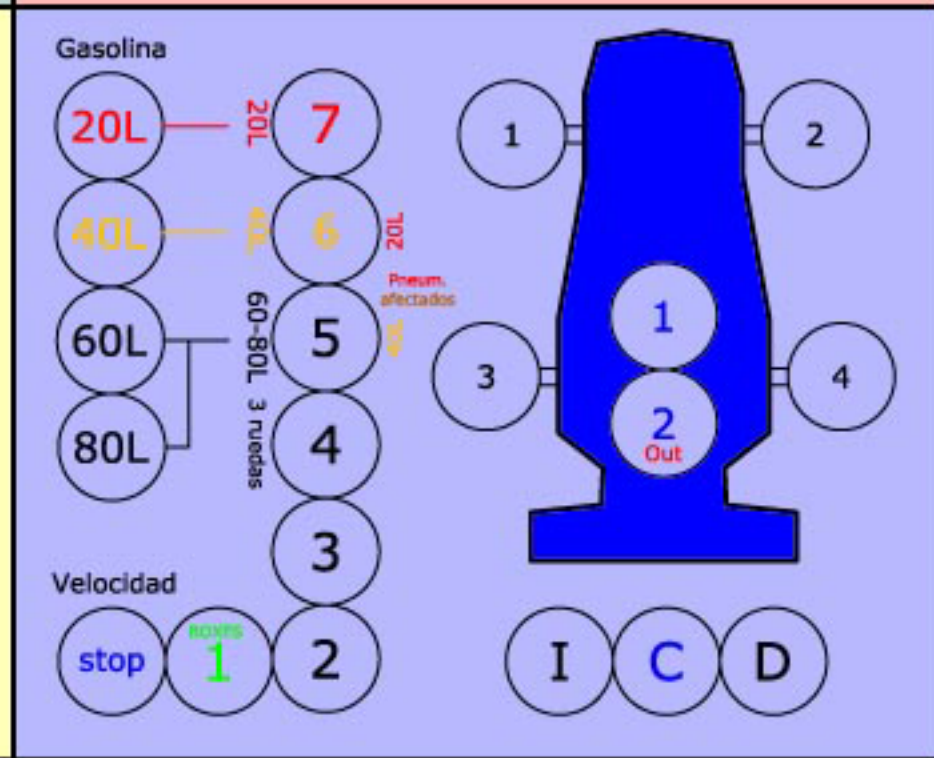 Gasolina
20L
40L
60L
80L
20L
40L
60-80L 3 ruedas
7
6
5
4
3
2
20L
Pneum.
afectados
40L
Velocidad
stop
BOXES
1
1
2
3
4
1
2
Out
I C D